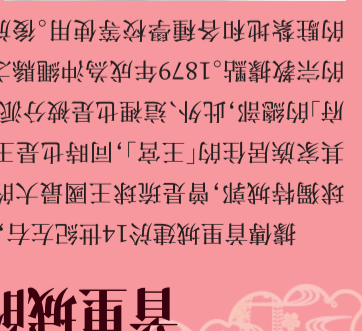 首里城的
據傳首里城建於14世紀左右,
球獨特城郭,曾是琉球王國最大的
其家族居住的「王宮」,同時也是王
府」的總部,此外、這裡也是被分派
的宗教據點。1879年成為沖繩縣之
的駐紮地和各種學校等使用。後於